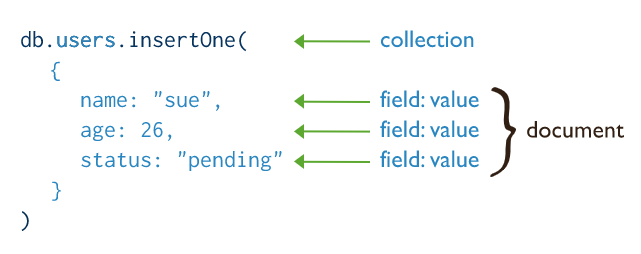 db.users.insertOne( collection
{
name: "sue", field: value
age: 26, field: value document
status: "pending" field: value
}
)